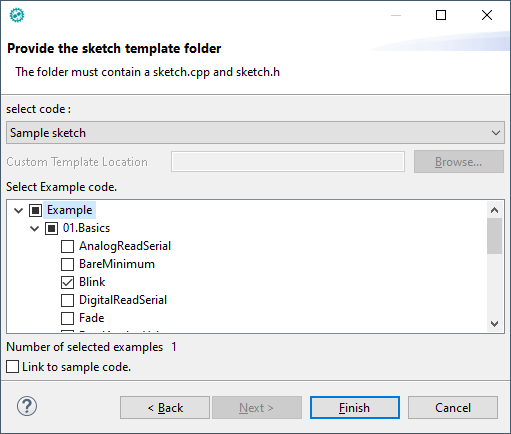 Provide the sketch template folder
The folder must contain a sketch.cpp and sketch.h
select code :
Sample sketch
Custom Template Location
Browse...
Select Example code.
Example
01.Basics
AnalogReadSerial
BareMinimum
Blink
DigitalReadSerial
Fade
Number of selected examples 1
Link to sample code.
?
< Back
Next >
Finish
Cancel